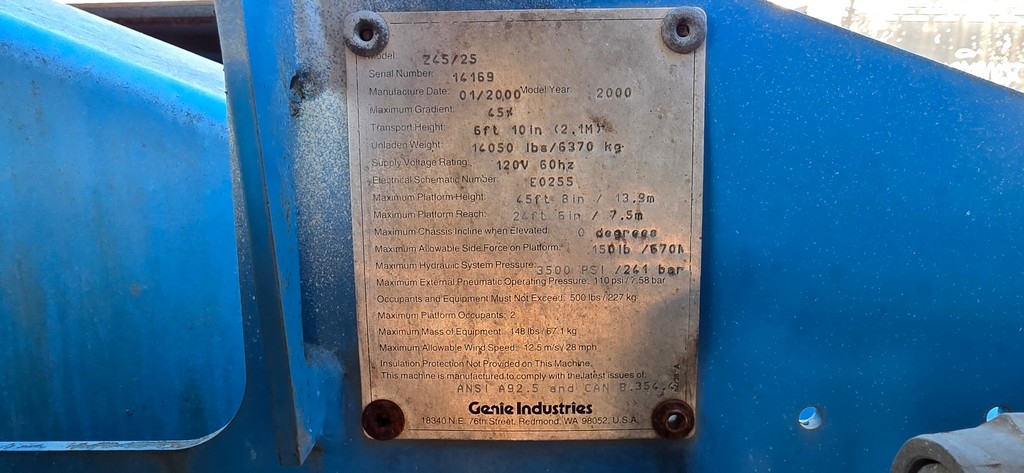 Model: Z45/25
Serial Number: 14169
Manufacture Date: 01/2000 Model Year: 2000
Maximum Gradient: 45%
Transport Height: 6ft 10in (2.1M)
Unladen Weight: 14050 lbs/6370 kg
Supply Voltage Rating: 120V 60hz
Electrical Schematic Number: E0255
Maximum Platform Height: 45ft 8in / 13.9m
Maximum Platform Reach: 24ft 6in / 7.5m
Maximum Chassis Incline when Elevated: 0 degrees
Maximum Allowable Side Force on Platform: 150lb /670N
Maximum Hydraulic System Pressure: 3500 PSI /241 bar
Maximum External Pneumatic Operating Pressure: 110 psi / 7.58 bar
Occupants and Equipment Must Not Exceed: 500 lbs / 227 kg
Maximum Platform Occupants: 2
Maximum Mass of Equipment: 148 lbs / 67.1 kg
Maximum Allowable Wind Speed: 12.5 m/s / 28 mph
Insulation Protection Not Provided on This Machine.
This machine is manufactured to comply with the latest issues of:
ANSI A92.5 and CAN B.354.4
Genie Industries
18340 N.E. 76th Street, Redmond, WA 98052, U.S.A.